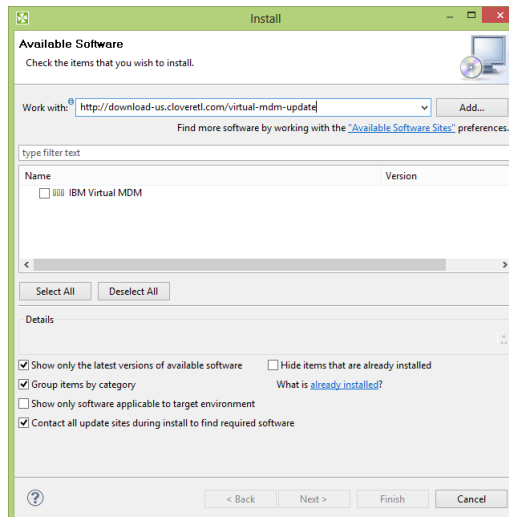 Install
Available Software
Check the items that you wish to install.
Work with: http://download-us.cloveretl.com/virtual-mdm-update Add...
Find more software by working with the "Available Software Sites" preferences.
type filter text
Name Version
IBM Virtual MDM
Select All Deselect All
Details
Show only the latest versions of available software Hide items that are already installed
Group items by category What is already installed?
Show only software applicable to target environment
Contact all update sites during install to find required software
? < Back Next > Finish Cancel